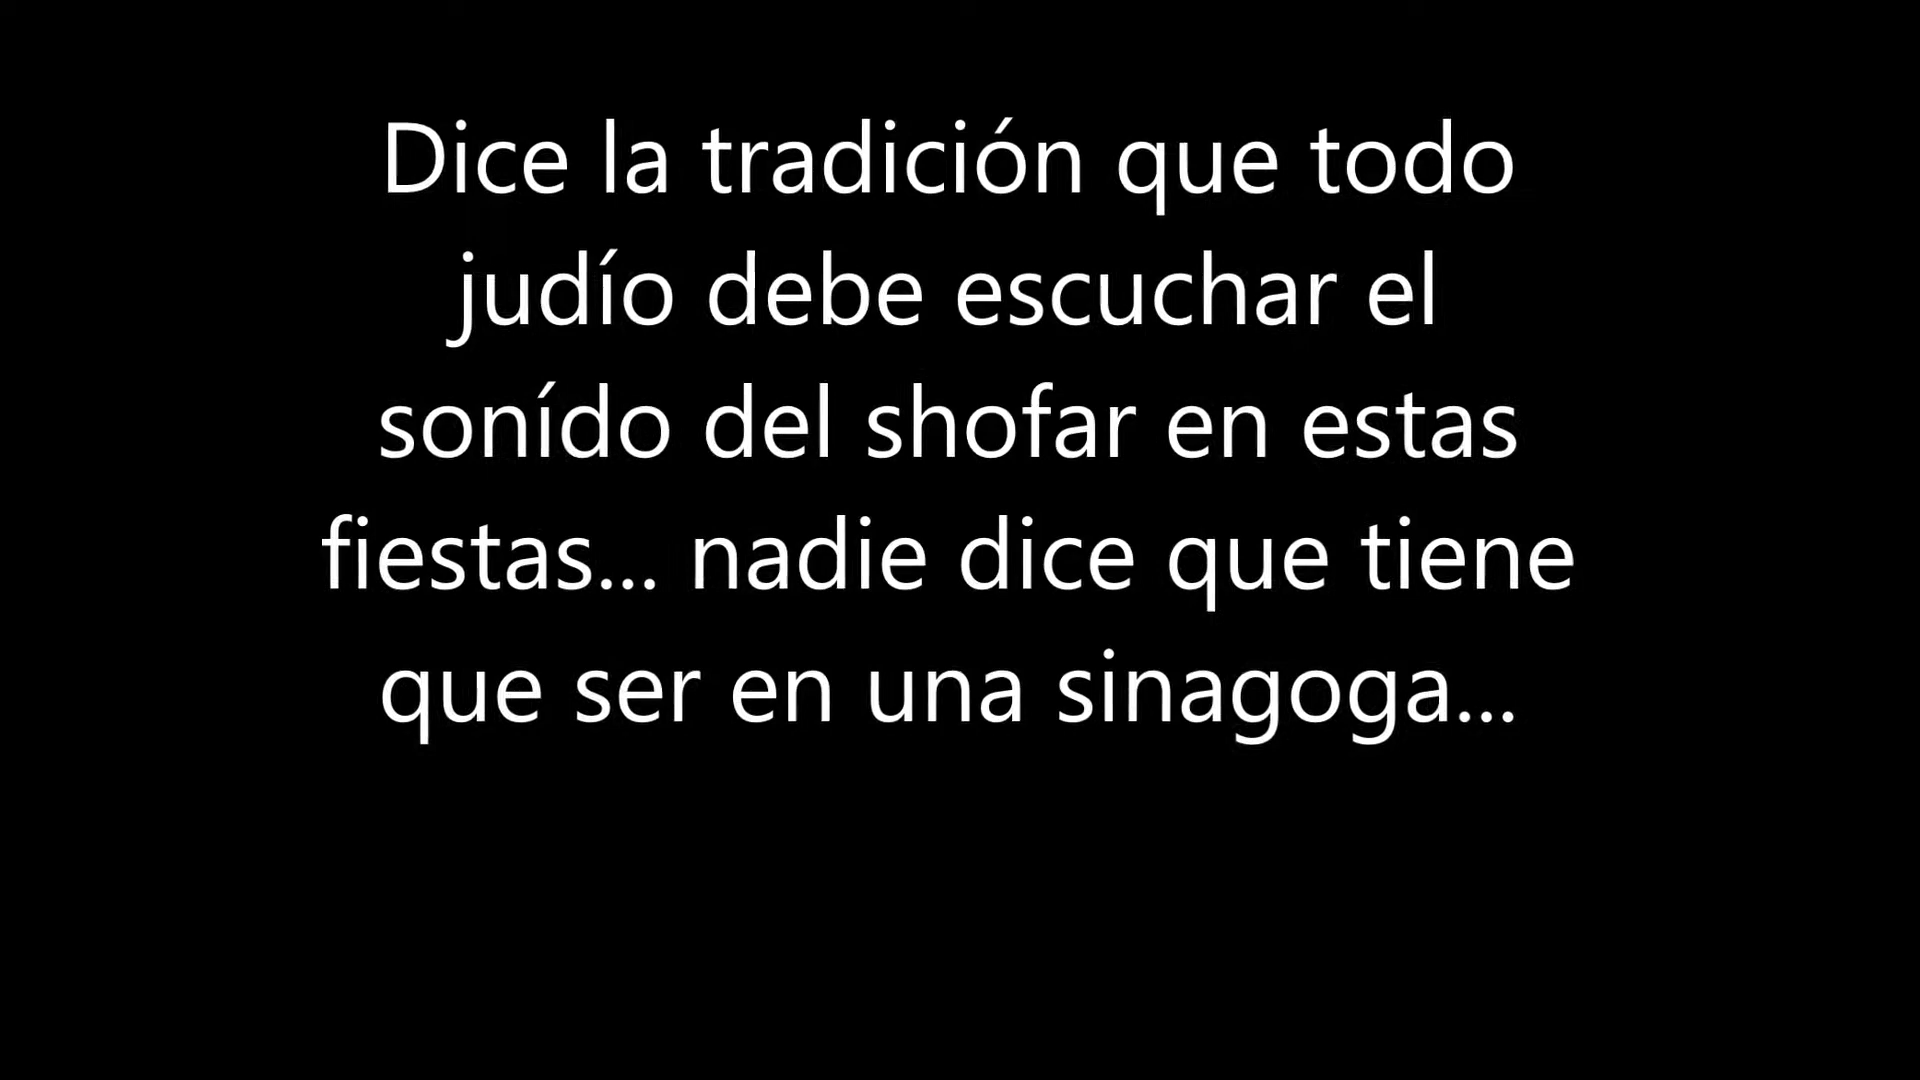 Dice la tradición que todo
judío debe escuchar el
sonído del shofar en estas
fiestas... nadie dice que tiene
que ser en una sinagoga...